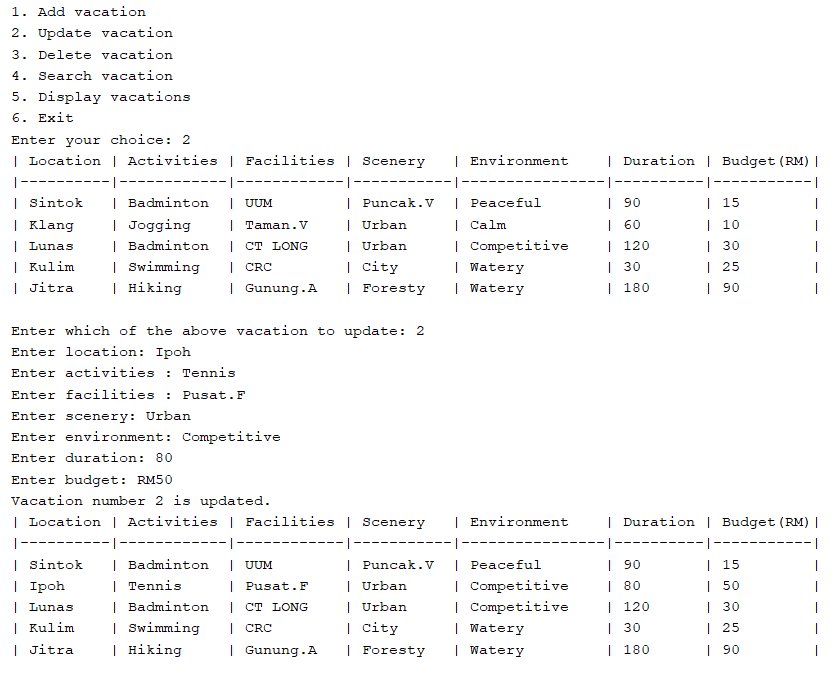 1. Add vacation
2. Update vacation
3. Delete vacation
4. Search vacation
5. Display vacations
6. Exit
Enter your choice: 2
| Location | Activities | Facilities | Scenery   | Environment    | Duration | Budget(RM)|
|----------|------------|------------|-----------|----------------|----------|-----------|
| Sintok   | Badminton  | UUM        | Puncak.V  | Peaceful       | 90       | 15        |
| Klang    | Jogging    | Taman.V    | Urban     | Calm           | 60       | 10        |
| Lunas    | Badminton  | CT LONG    | Urban     | Competitive    | 120      | 30        |
| Kulim    | Swimming   | CRC        | City      | Watery         | 30       | 25        |
| Jitra    | Hiking     | Gunung.A   | Foresty   | Watery         | 180      | 90        |

Enter which of the above vacation to update: 2
Enter location: Ipoh
Enter activities : Tennis
Enter facilities : Pusat.F
Enter scenery: Urban
Enter environment: Competitive
Enter duration: 80
Enter budget: RM50
Vacation number 2 is updated.
| Location | Activities | Facilities | Scenery   | Environment    | Duration | Budget(RM)|
|----------|------------|------------|-----------|----------------|----------|-----------|
| Sintok   | Badminton  | UUM        | Puncak.V  | Peaceful       | 90       | 15        |
| Ipoh     | Tennis     | Pusat.F    | Urban     | Competitive    | 80       | 50        |
| Lunas    | Badminton  | CT LONG    | Urban     | Competitive    | 120      | 30        |
| Kulim    | Swimming   | CRC        | City      | Watery         | 30       | 25        |
| Jitra    | Hiking     | Gunung.A   | Foresty   | Watery         | 180      | 90        |